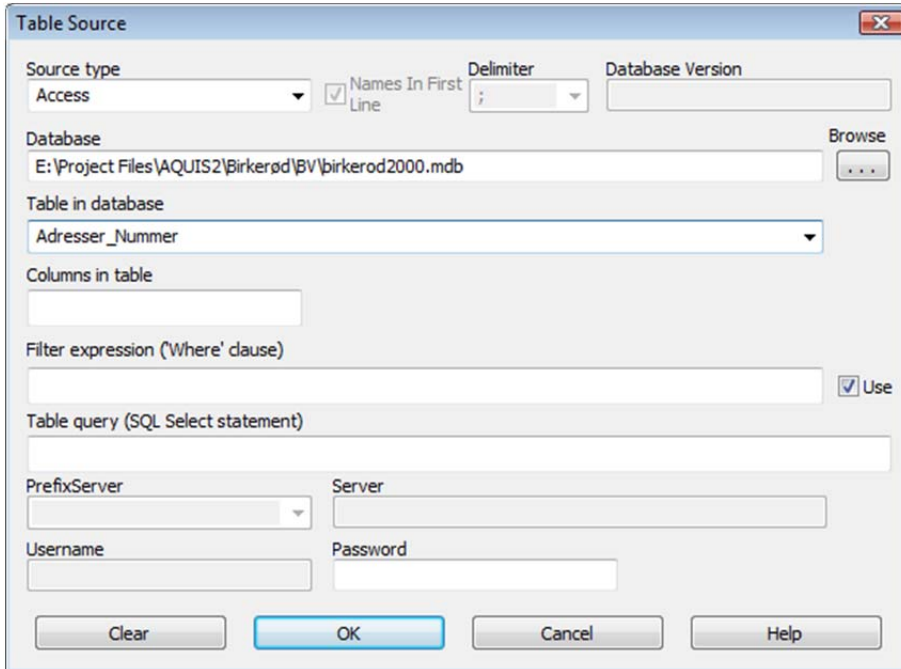 Table Source
Source type
Names In First
Line
Delimiter
Database Version
Access
;
Database
Browse
E:\Project Files\AQUIS2\Birkerød\BV\birkerod2000.mdb
...
Table in database
Adresser_Nummer
Columns in table
Filter expression ('Where' clause)
Use
Table query (SQL Select statement)
PrefixServer
Server
Username
Password
Clear
OK
Cancel
Help